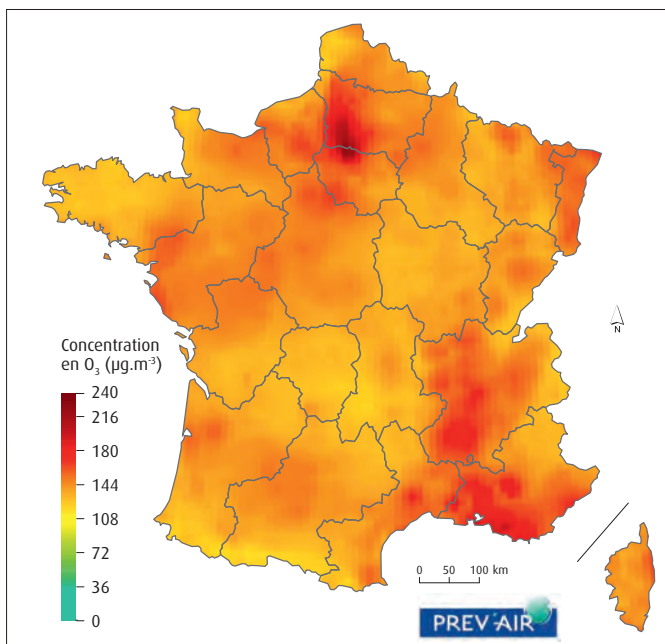 Concentration
en O₃ (µg.m⁻³)
240
216
180
144
108
72
36
0
N
0 50 100 km
PREV'AIR